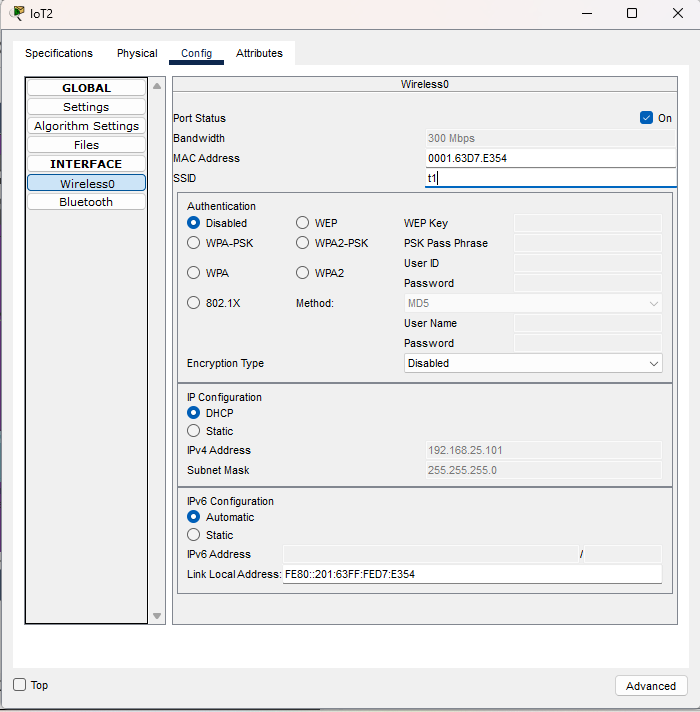 IoT2
Specifications Physical Config Attributes
GLOBAL
Settings
Algorithm Settings
Files
INTERFACE
Wireless0
Bluetooth
Wireless0
Port Status On
Bandwidth 300 Mbps
MAC Address 0001.63D7.E354
SSID t1
Authentication
Disabled WEP WEP Key
WPA-PSK WPA2-PSK PSK Pass Phrase
User ID
WPA WPA2
Password
802.1X Method: MD5
User Name
Password
Encryption Type Disabled
IP Configuration
DHCP
Static
IPv4 Address 192.168.25.101
Subnet Mask 255.255.255.0
IPv6 Configuration
Automatic
Static
IPv6 Address /
Link Local Address: FE80::201:63FF:FED7:E354
Top Advanced